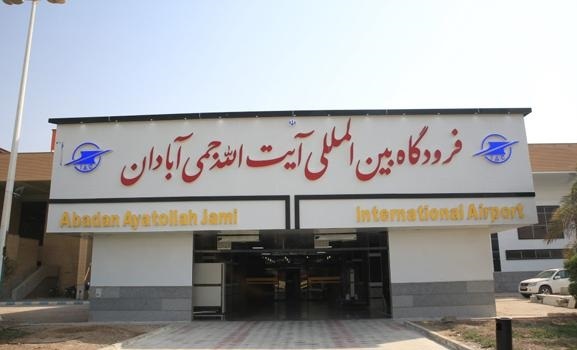 فرودگاه بین المللی آیت الله جمی آبادان
Abadan Ayatollah Jami International Airport